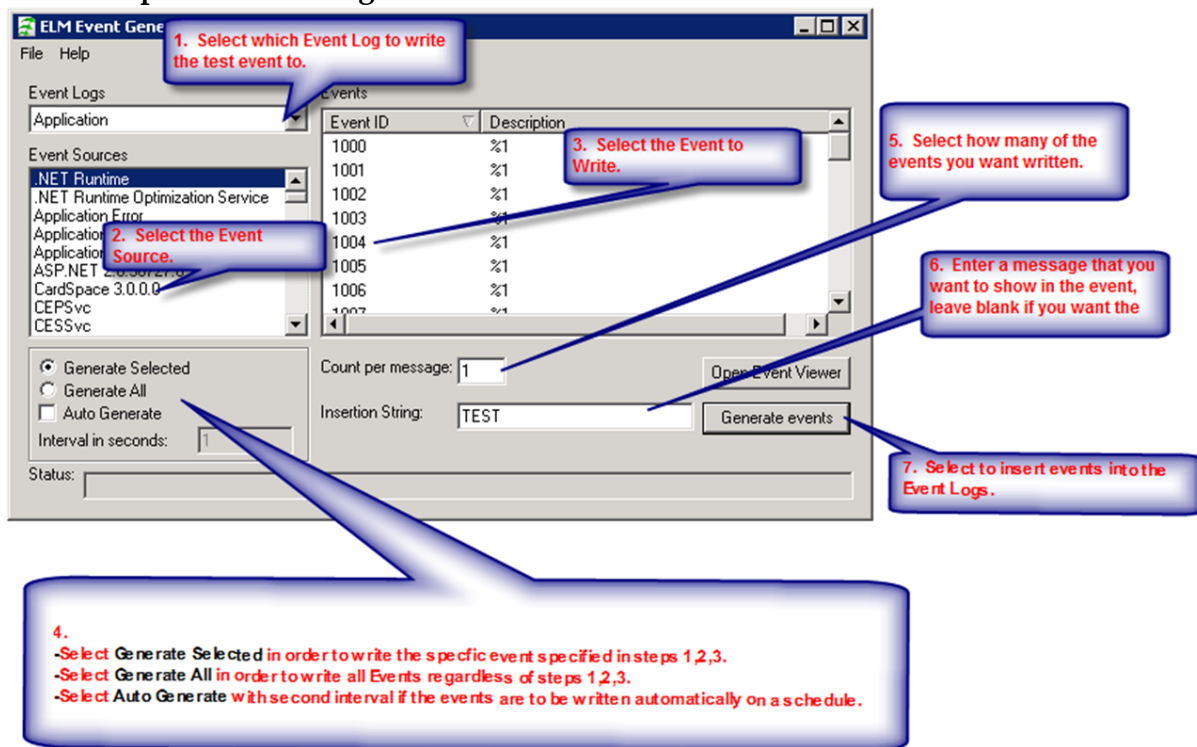 ELM Event Gene
1. Select which Event Log to write
the test event to.
File Help
Event Logs
Events
Application
Event ID Description
1000 %1
3. Select the Event to
Write.
5. Select how many of the
events you want written.
Event Sources
1001 %1
.NET Runtime
.NET Runtime Optimization Service
1002 %1
Application Error
1003 %1
Application
2. Select the Event
Source.
1004 %1
Application
ASP.NET
1005 %1
CardSpace 3.0.0.0
1006 %1
6. Enter a message that you
want to show in the event,
leave blank if you want the
CEPSvc
1007 %1
CESSvc
Generate Selected
Count per message: 1
Open Event Viewer
Generate All
Auto Generate
Insertion String: TEST
Generate events
Interval in seconds: 1
7. Select to insert events into the
Event Logs.
Status:
4.
-Select Generate Selected in order to write the specfic event specified in steps 1,2,3.
-Select Generate All in order to write all Events regardless of steps 1,2,3.
-Select Auto Generate with second interval if the events are to be written automatically on a schedule.